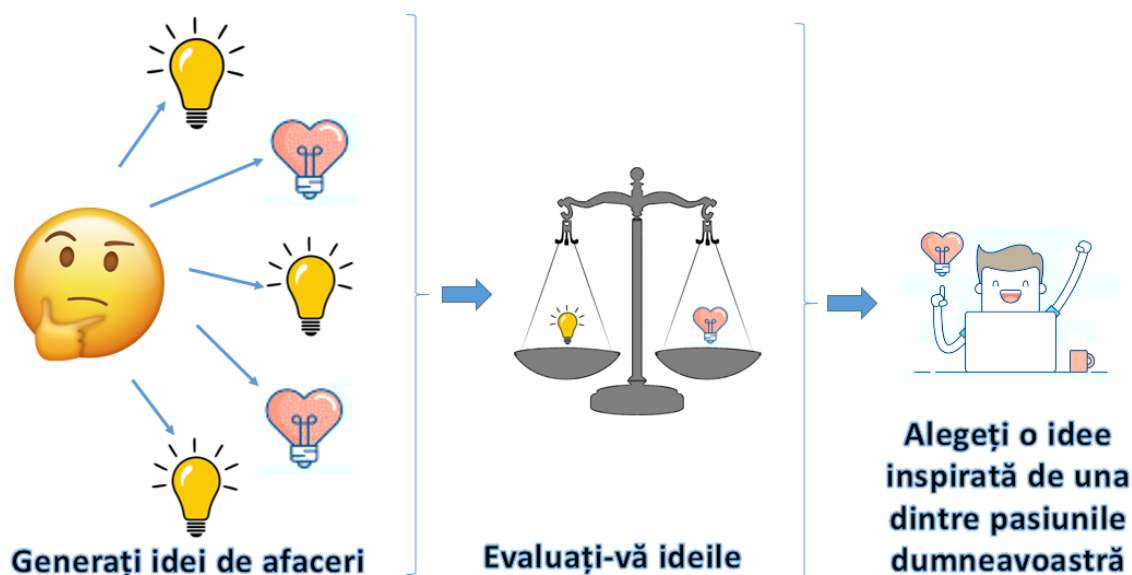 Generați idei de afaceri
Evaluați-vă ideile
Alegeți o idee
inspirată de una
dintre pasiunile
dumneavoastră